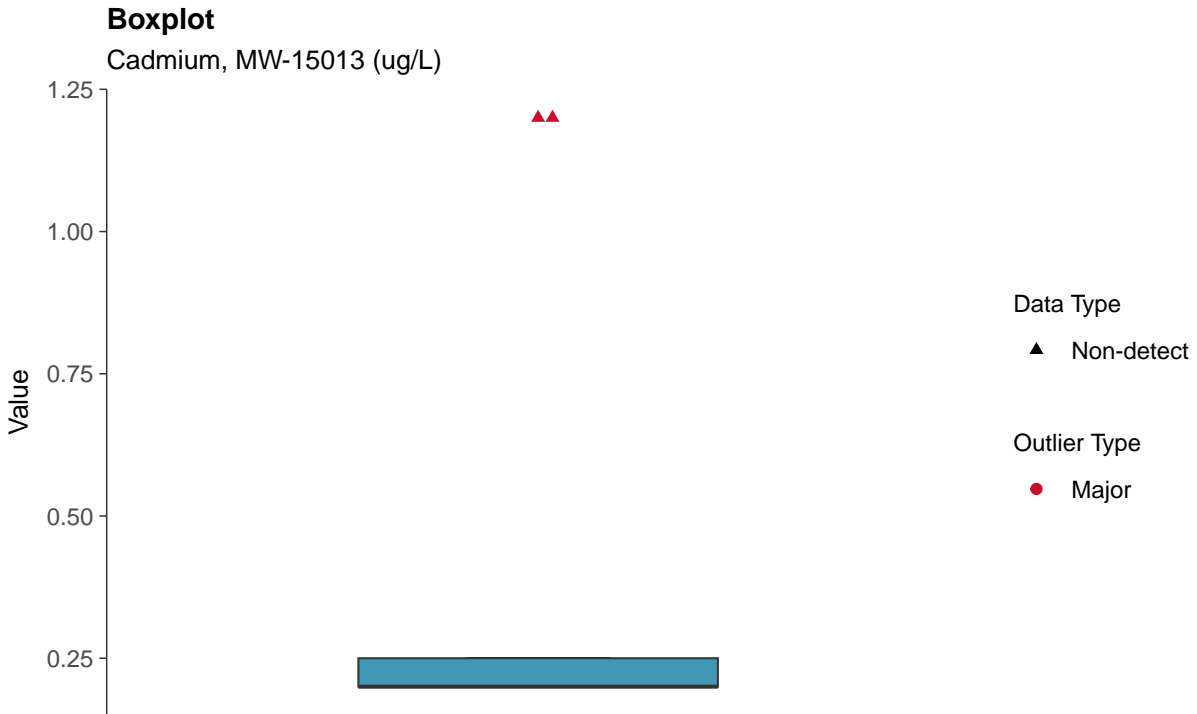 Boxplot
Cadmium, MW-15013 (ug/L)
1.25
1.00
0.75
0.50
0.25
Value
Data Type
Non-detect
Outlier Type
Major